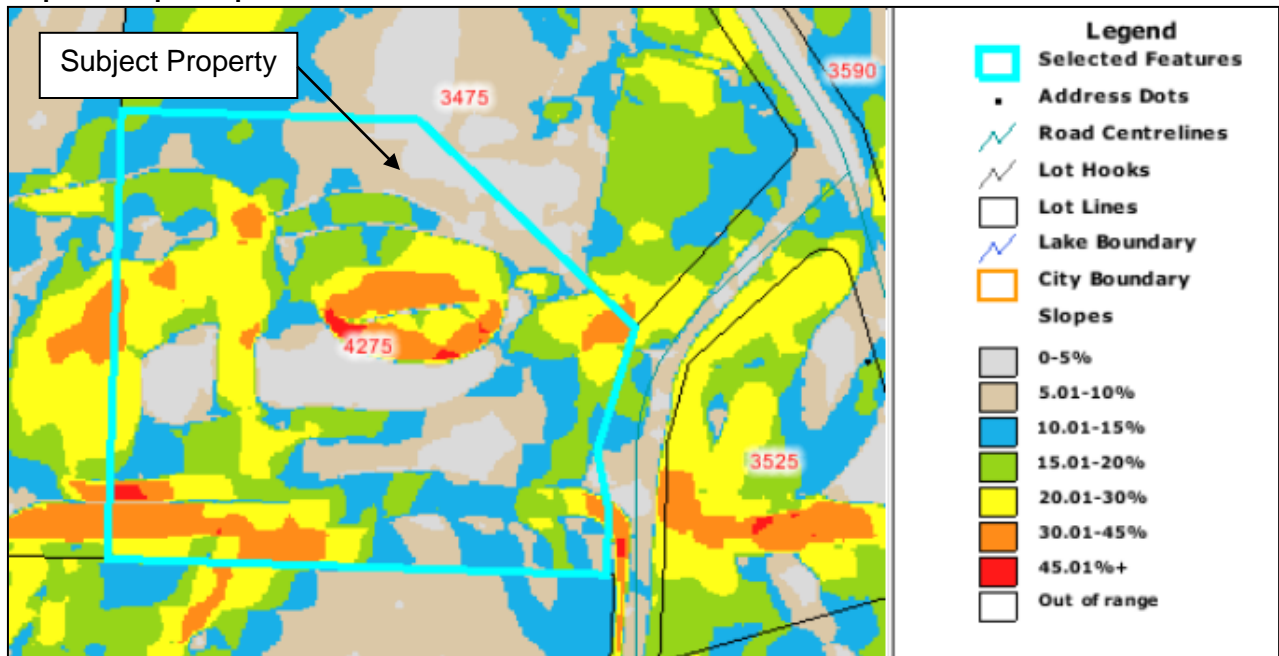 Subject Property
3475
3590
4275
3525
Legend
Selected Features
Address Dots
Road Centrelines
Lot Hooks
Lot Lines
Lake Boundary
City Boundary
Slopes
0-5%
5.01-10%
10.01-15%
15.01-20%
20.01-30%
30.01-45%
45.01%+
Out of range